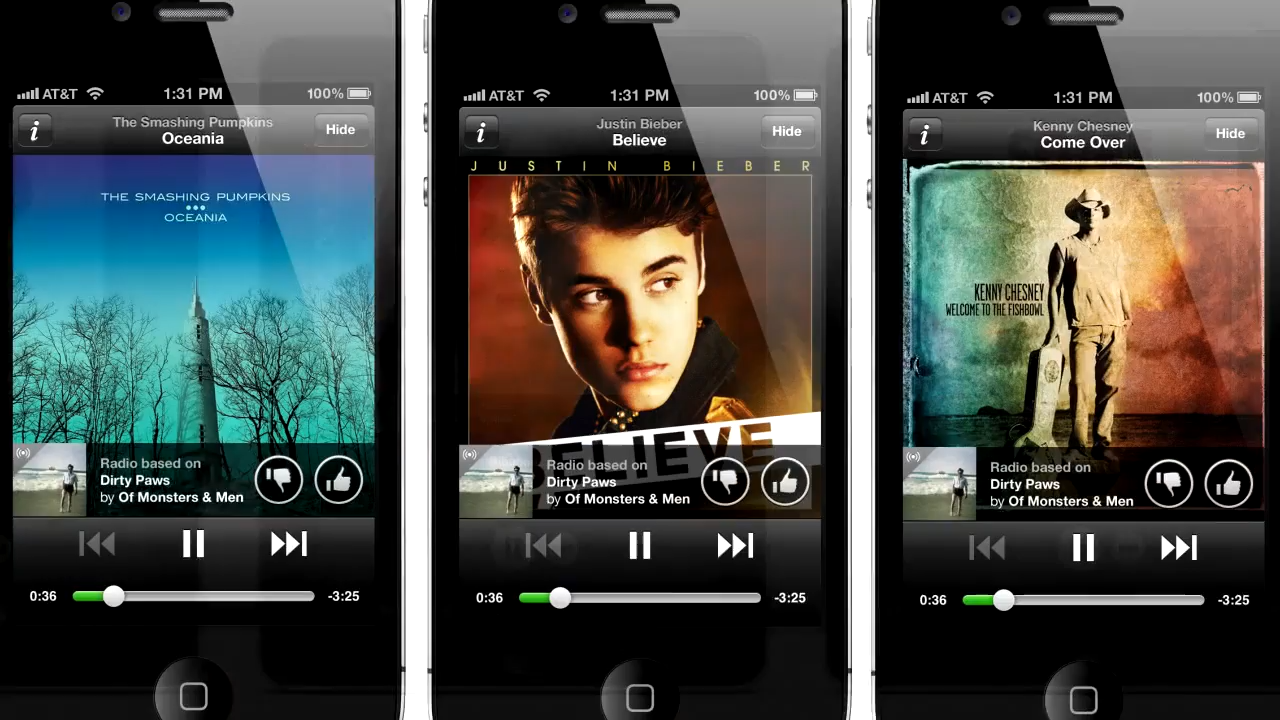 AT&T 1:31 PM 100%
i The Smashing Pumpkins Hide
Oceania
THE SMASHING PUMPKINS
OCEANIA
Radio based on
Dirty Paws
by Of Monsters & Men
0:36 -3:25
AT&T 1:31 PM 100%
i Justin Bieber Hide
Believe
JUSTIN BIEBER
BELIEVE
Radio based on
Dirty Paws
by Of Monsters & Men
0:36 -3:25
AT&T 1:31 PM 100%
i Kenny Chesney Hide
Come Over
KENNY CHESNEY
WELCOME TO THE FISHBOWL
Radio based on
Dirty Paws
by Of Monsters & Men
0:36 -3:25